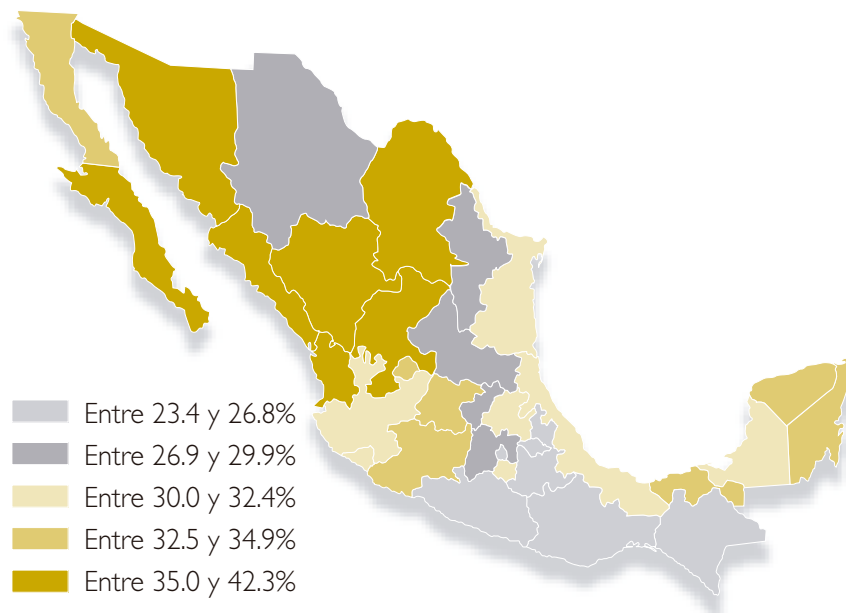 Entre 23.4 y 26.8%
Entre 26.9 y 29.9%
Entre 30.0 y 32.4%
Entre 32.5 y 34.9%
Entre 35.0 y 42.3%